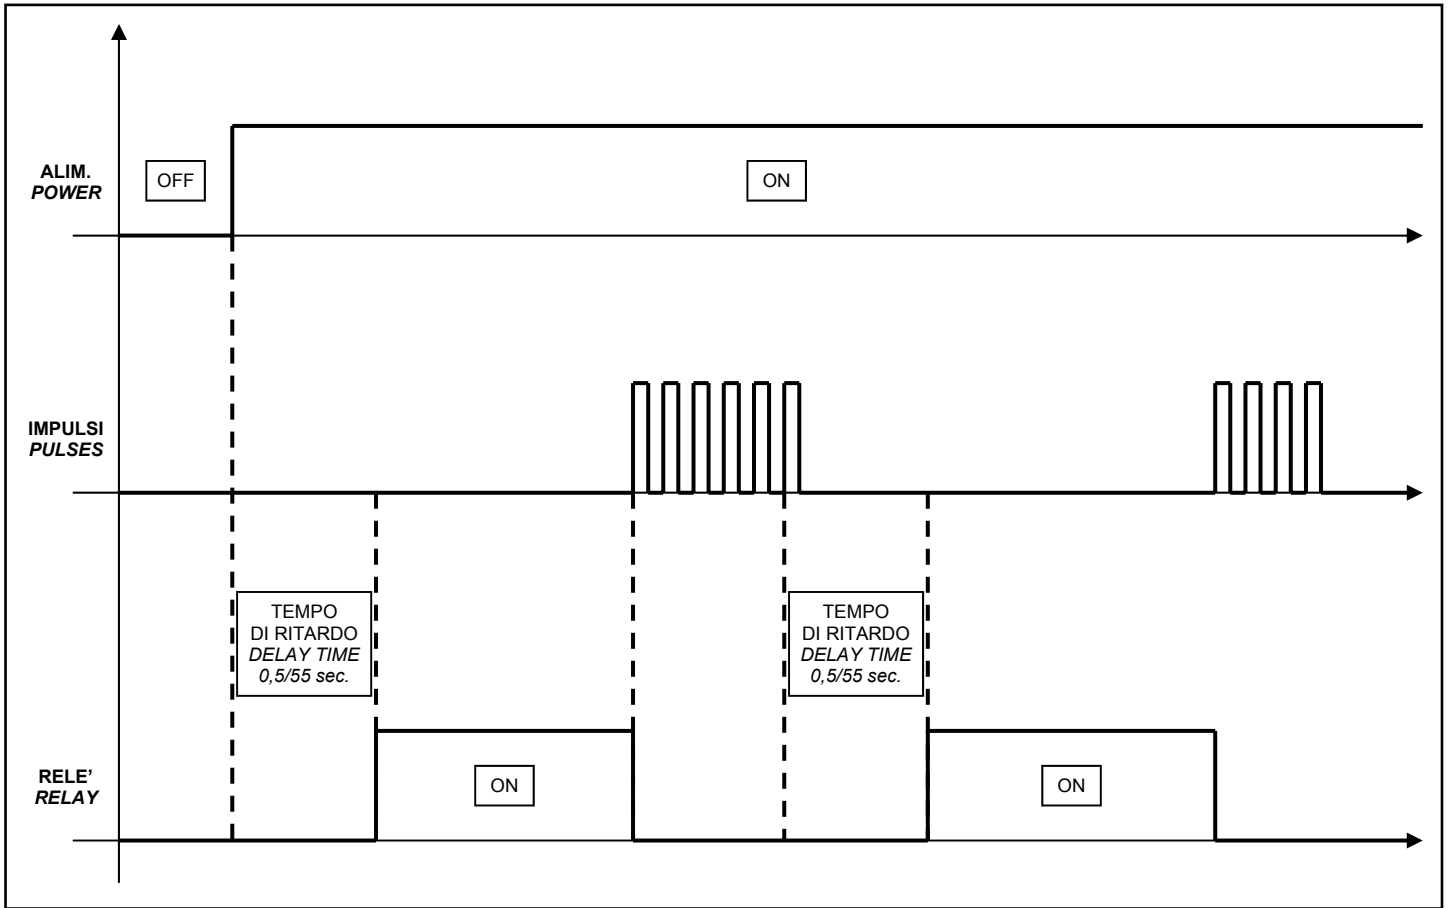 ALIM.
POWER
OFF
ON
IMPULSI
PULSES
TEMPO
DI RITARDO
DELAY TIME
0,5/55 sec.
TEMPO
DI RITARDO
DELAY TIME
0,5/55 sec.
RELE’
RELAY
ON
ON